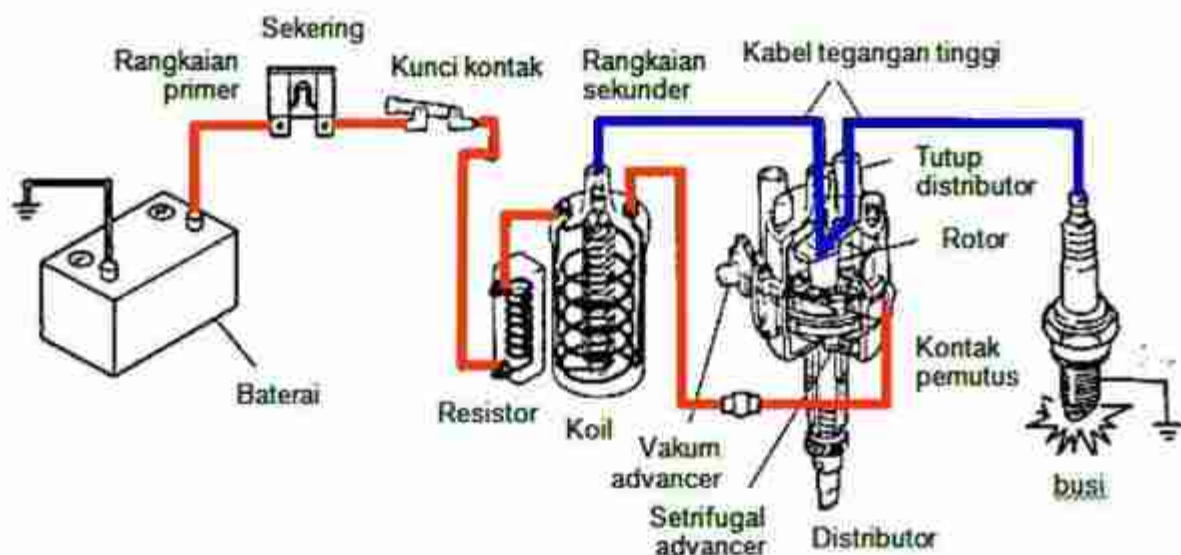 Sekering
Rangkaian
primer
Kunci kontak
Rangkaian
sekunder
Kabel tegangan tinggi
Tutup
distributor
Rotor
Kontak
pemutus
Baterai
Resistor
Koil
Vakum
advancer
Setrifugal
advancer
Distributor
busi